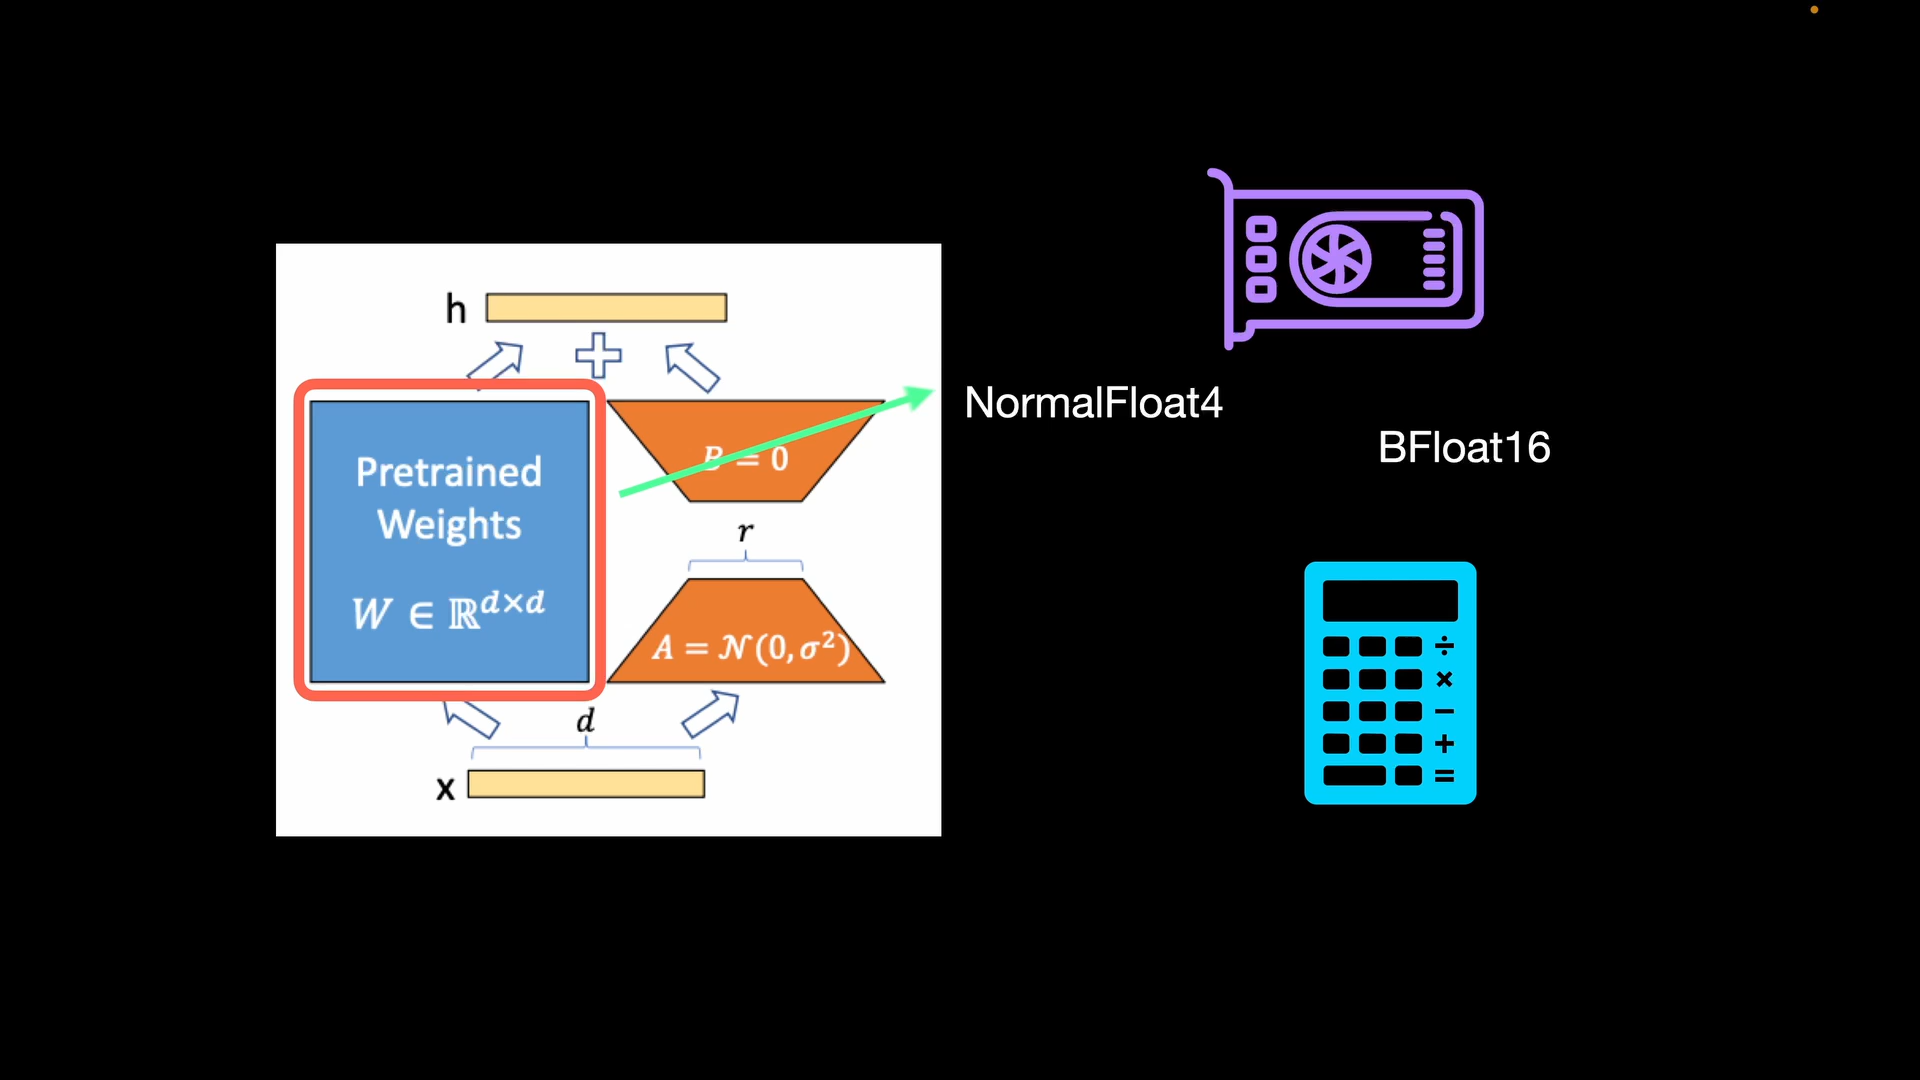 h
Pretrained
Weights
W ∈ ℝ^{d×d}
B = 0
r
A = 𝒩(0, σ²)
d
x
NormalFloat4
BFloat16
÷
×
−
+
=